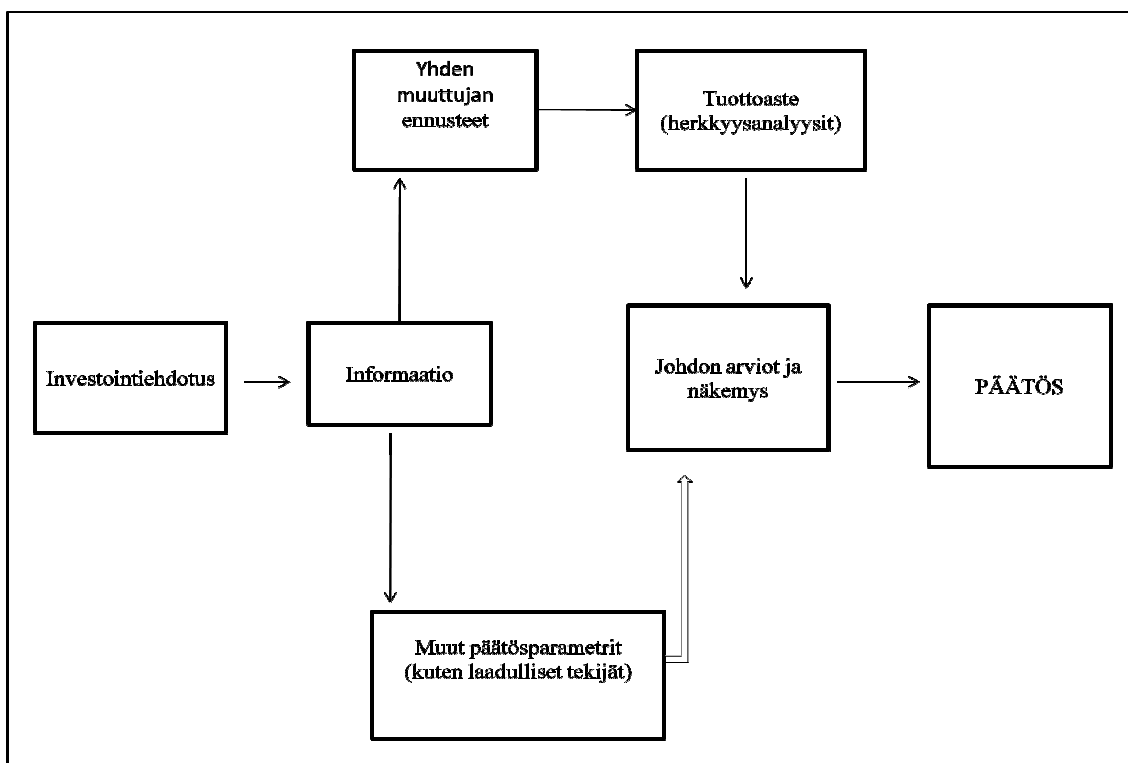 Yhden
muuttujan
ennusteet
Tuottoaste
(herkkyysanalyysit)
Investointiehdotus
Informaatio
Johdon arviot ja
näkemys
PÄÄTÖS
Muut päätösparametrit
(kuten laadulliset tekijät)